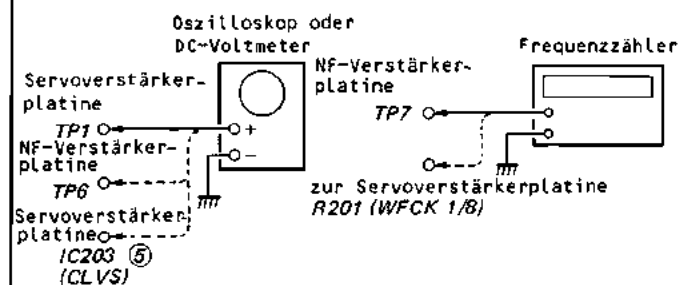 Oszilloskop oder
DC-Voltmeter
Servoverstärker-
platine
TP1
+
NF-Verstärker-
platine
-
TP6
Servoverstärker
platine
IC203 ⑤
(CLVS)
Frequenzzähler
NF-Verstärker-
platine
TP7
zur Servoverstärkerplatine
R201 (WFCK 1/8)